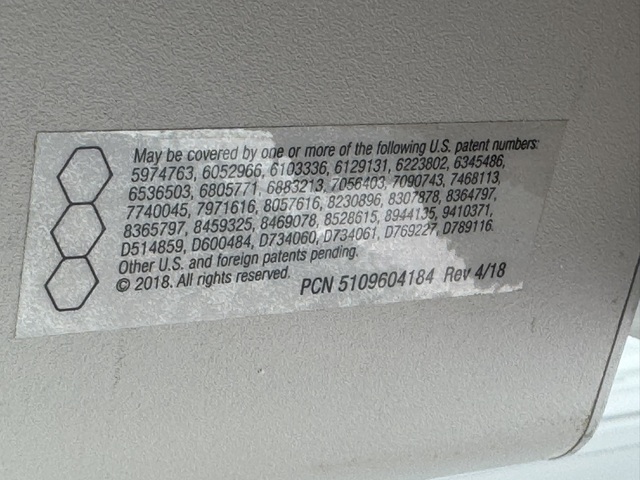 May be covered by one or more of the following U.S. patent numbers:
5974763, 6052966, 6103336, 6129131, 6223802, 6345486,
6536503, 6805771, 6883213, 7056403, 7090743, 7468113,
7740045, 7971616, 8057616, 8230896, 8307878, 8364797,
8365797, 8459325, 8469078, 8528615, 8944135, 9410371,
D514859, D600484, D734060, D734061, D769227, D789116.
Other U.S. and foreign patents pending.
© 2018. All rights reserved.
PCN 5109604184 Rev 4/18